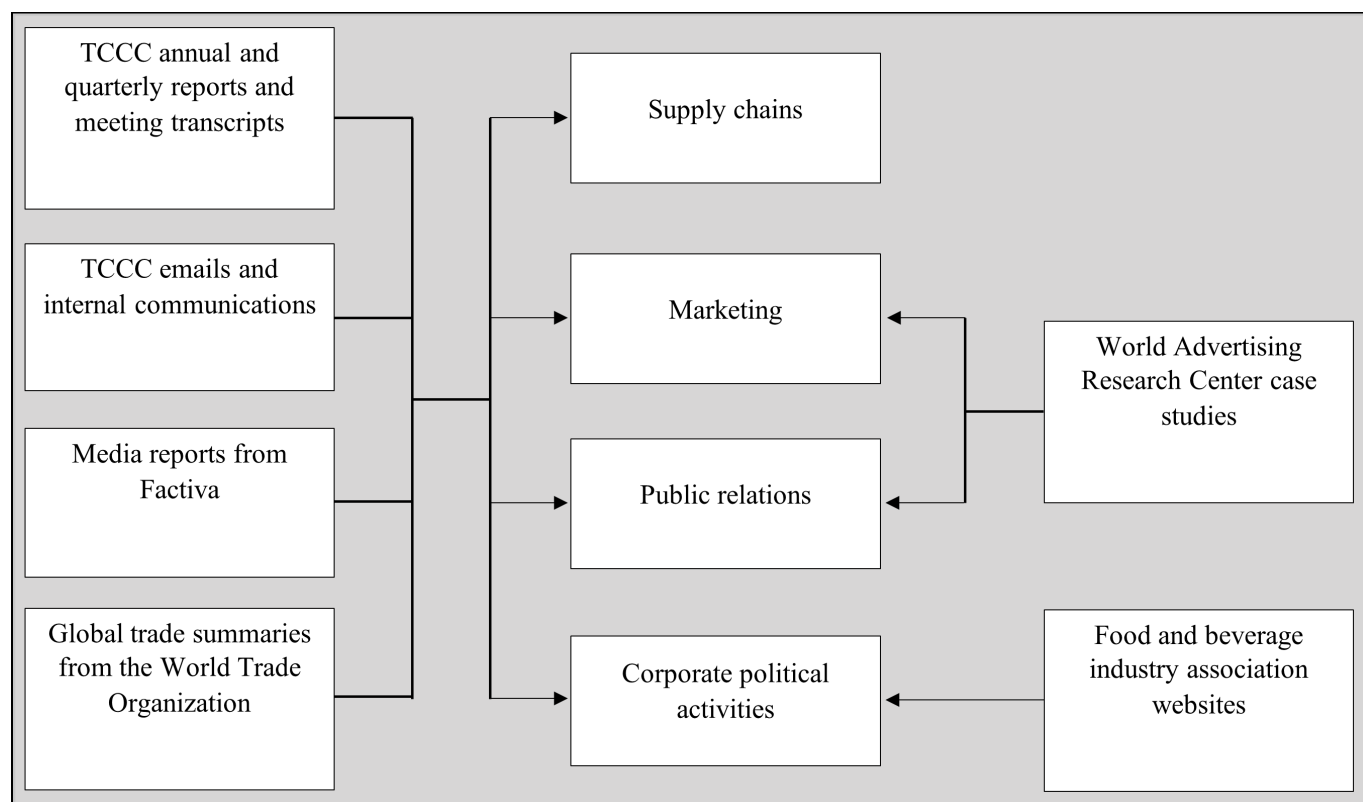 TCCC annual and
quarterly reports and
meeting transcripts
TCCC emails and
internal communications
Media reports from
Factiva
Global trade summaries
from the World Trade
Organization
Supply chains
Marketing
Public relations
Corporate political
activities
World Advertising
Research Center case
studies
Food and beverage
industry association
websites